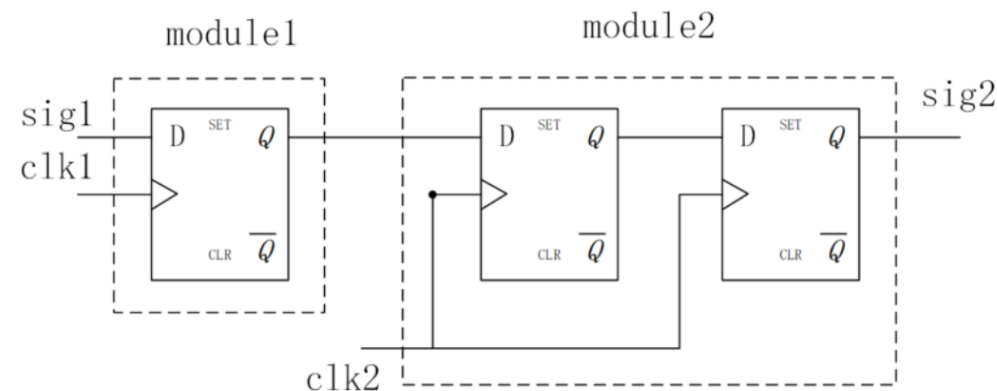 module1
module2
sig1
D SET Q
clk1
CLR Q
D SET Q
CLR Q
D SET Q
CLR Q
sig2
clk2